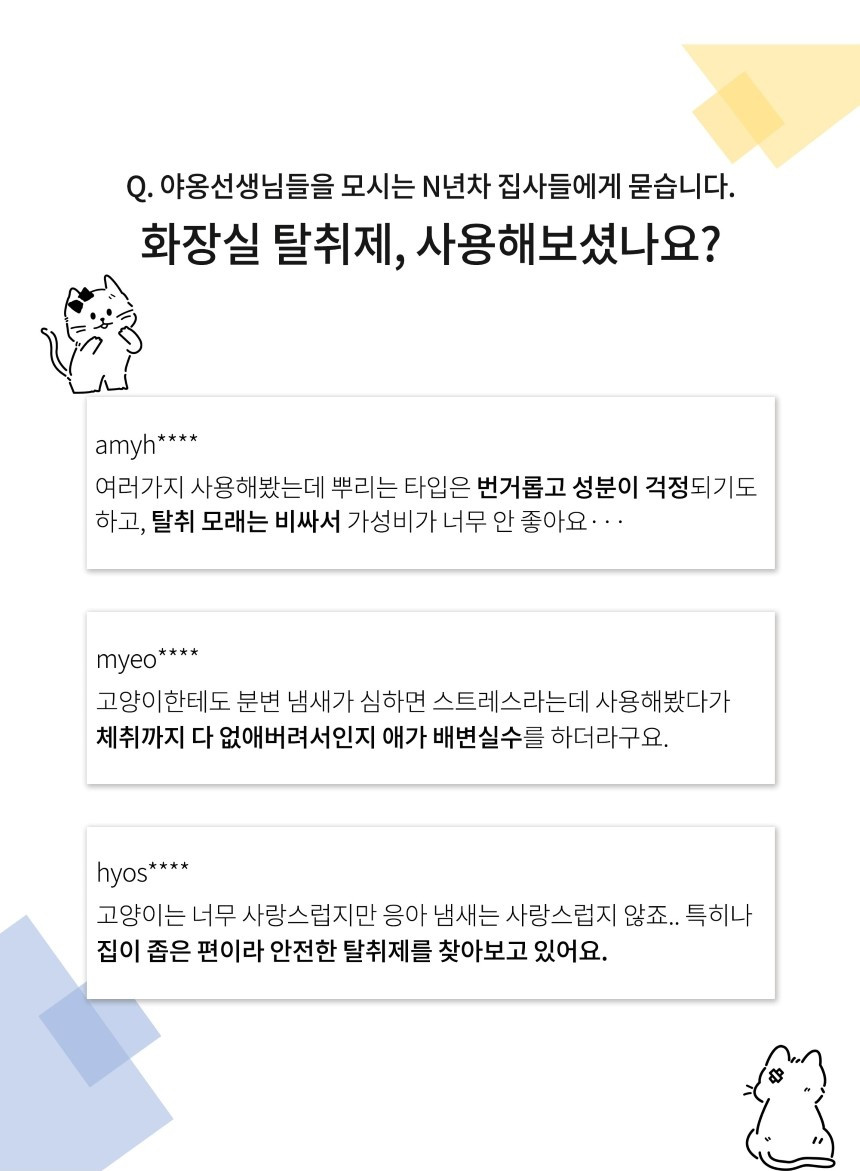 Q. 야옹선생님들을 모시는 N년차 집사들에게 묻습니다.
화장실 탈취제, 사용해보셨나요?
amyh****
여러가지 사용해봤는데 뿌리는 타입은 번거롭고 성분이 걱정되기도
하고, 탈취 모래는 비싸서 가성비가 너무 안 좋아요···
myeo****
고양이한테도 분변 냄새가 심하면 스트레스라는데 사용해봤다가
체취까지 다 없애버려서인지 애가 배변실수를 하더라구요.
hyos****
고양이는 너무 사랑스럽지만 응아 냄새는 사랑스럽지 않죠.. 특히나
집이 좁은 편이라 안전한 탈취제를 찾아보고 있어요.